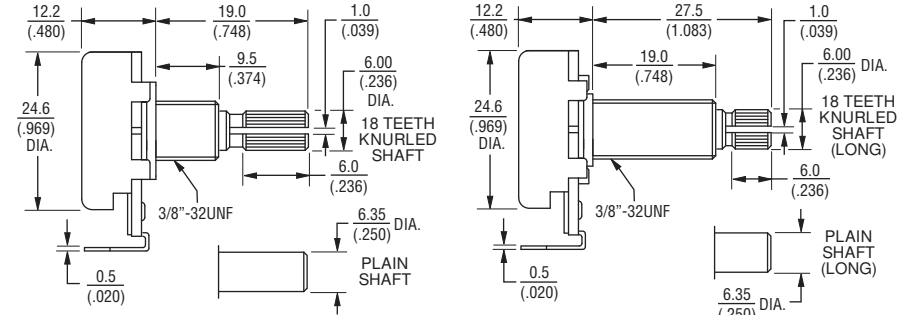 12.2
(.480)
19.0
(.748)
1.0
(.039)
9.5
(.374)
6.00
(.236)
DIA.
24.6
(.969)
DIA.
18 TEETH
KNURLED
SHAFT
6.0
(.236)
3/8"-32UNF
6.35 DIA.
(.250)
PLAIN
SHAFT
0.5
(.020)
12.2
(.480)
27.5
(1.083)
1.0
(.039)
19.0
(.748)
6.00 DIA.
(.236)
24.6
(.969)
DIA.
18 TEETH
KNURLED
SHAFT
(LONG)
6.0
(.236)
3/8"-32UNF
PLAIN
SHAFT
(LONG)
0.5
(.020)
6.35 DIA.
(.250)